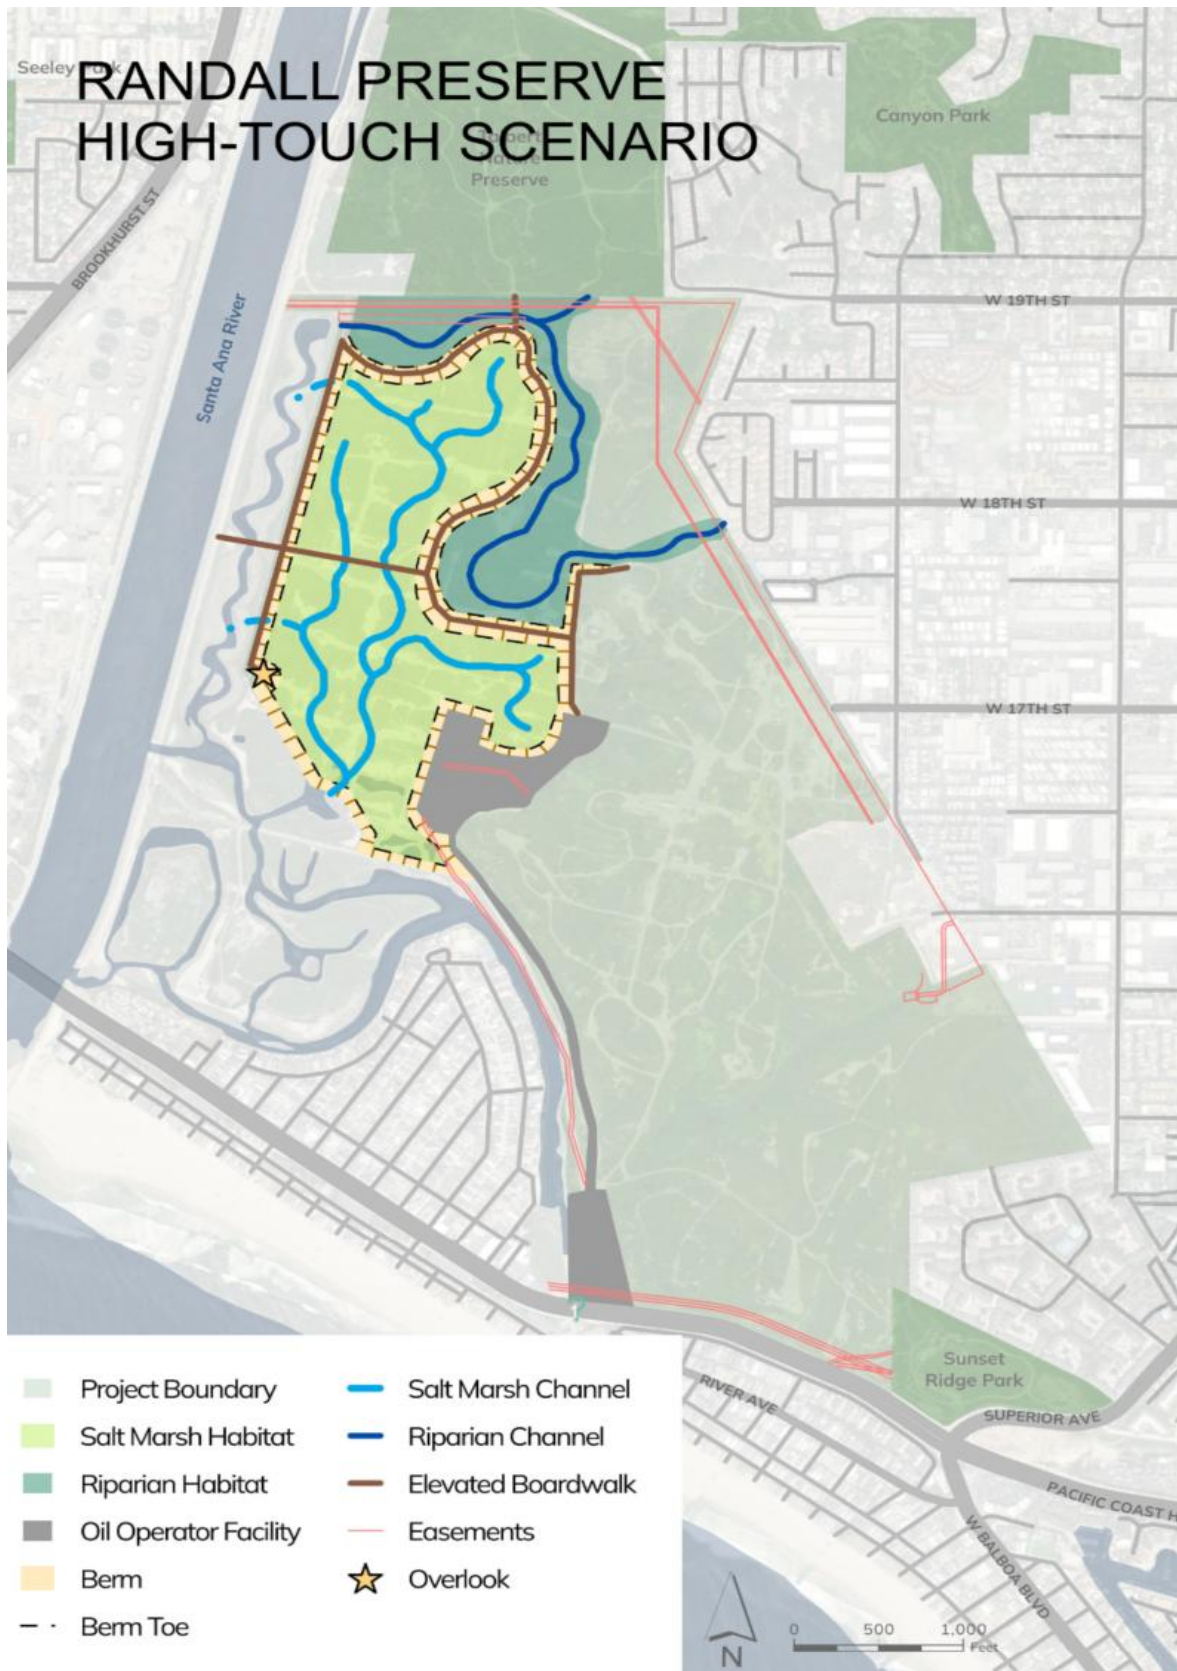 Seeley Park
RANDALL PRESERVE
HIGH-TOUCH SCENARIO
Talbert
Nature
Preserve
Canyon Park
BROOKHURST ST
Santa Ana River
W 19TH ST
W 18TH ST
W 17TH ST
Sunset
Ridge Park
SUPERIOR AVE
RIVER AVE
PACIFIC COAST H
W BALBOA BLVD
Project Boundary
Salt Marsh Habitat
Riparian Habitat
Oil Operator Facility
Berm
Berm Toe
Salt Marsh Channel
Riparian Channel
Elevated Boardwalk
Easements
Overlook
N
0 500 1,000
Feet